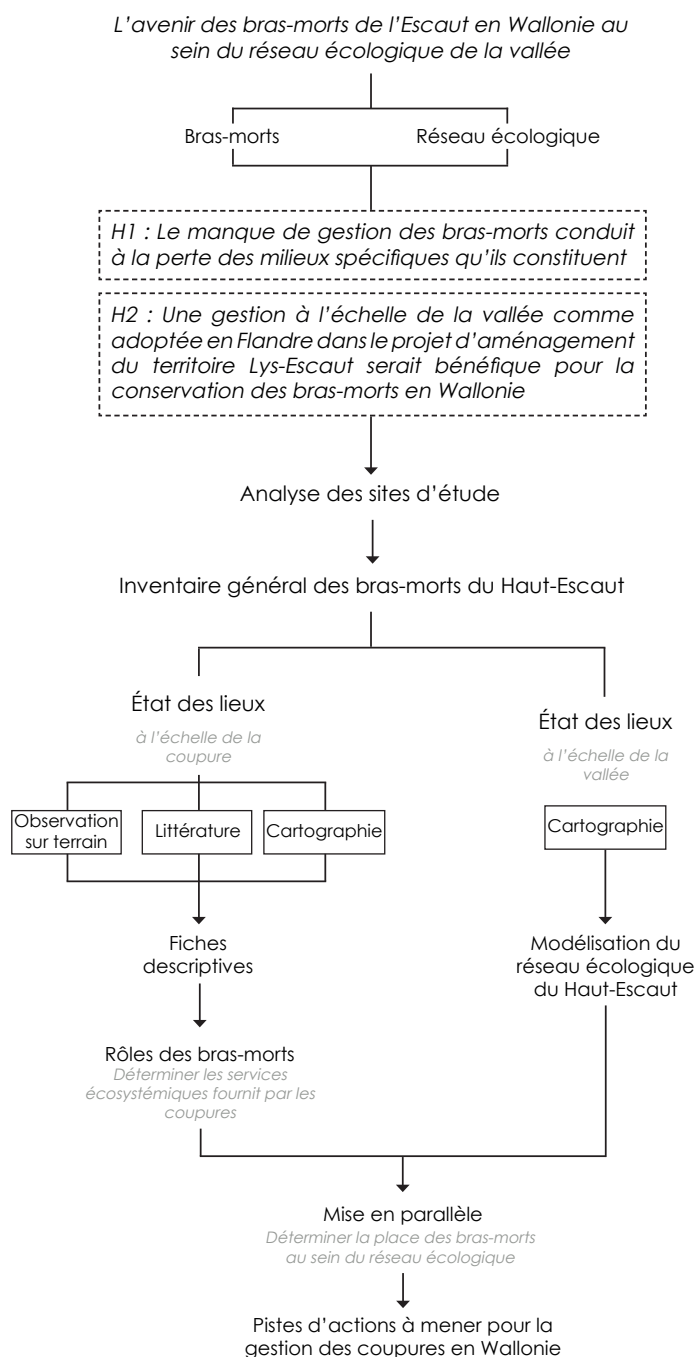 L’avenir des bras-morts de l’Escaut en Wallonie au
sein du réseau écologique de la vallée
Bras-morts
Réseau écologique
H1 : Le manque de gestion des bras-morts conduit
à la perte des milieux spécifiques qu’ils constituent
H2 : Une gestion à l’échelle de la vallée comme
adoptée en Flandre dans le projet d’aménagement
du territoire Lys-Escaut serait bénéfique pour la
conservation des bras-morts en Wallonie
Analyse des sites d’étude
Inventaire général des bras-morts du Haut-Escaut
État des lieux
à l’échelle de la
coupure
Observation
sur terrain
Littérature
Cartographie
Fiches
descriptives
Rôles des bras-morts
Déterminer les services
écosystémiques fournit par les
coupures
État des lieux
à l’échelle de la
vallée
Cartographie
Modélisation du
réseau écologique
du Haut-Escaut
Mise en parallèle
Déterminer la place des bras-morts
au sein du réseau écologique
Pistes d’actions à mener pour la
gestion des coupures en Wallonie